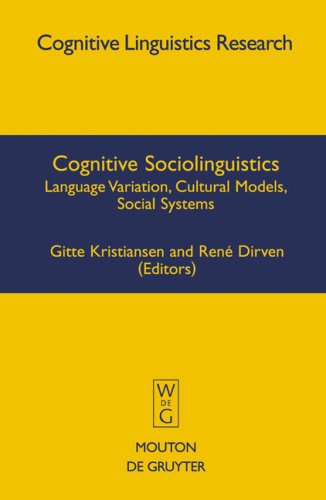 Cognitive Linguistics Research
Cognitive Sociolinguistics
Language Variation, Cultural Models,
Social Systems
Gitte Kristiansen and René Dirven
(Editors)
W
DE
G
MOUTON
DE GRUYTER